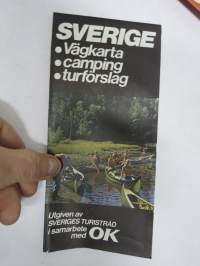 SVERIGE
• Vägkarta
• camping
• turförslag
Utgiven av
SVERIGES TURISTRÅD
i samarbete
med OK